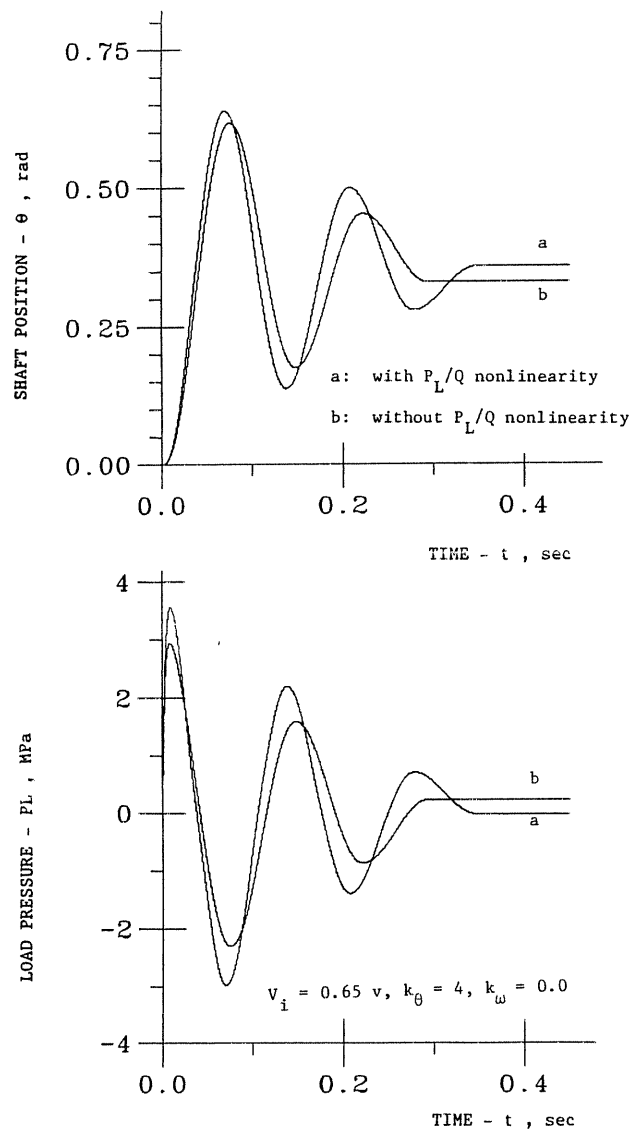 0.75
0.50
0.25
0.00
SHAFT POSITION - θ , rad
a
b
a: with P_L/Q nonlinearity
b: without P_L/Q nonlinearity
0.0
0.2
0.4
TIME - t , sec
4
2
0
-2
-4
LOAD PRESSURE - PL , MPa
b
a
V_i = 0.65 v, k_θ = 4, k_ω = 0.0
0.0
0.2
0.4
TIME - t , sec